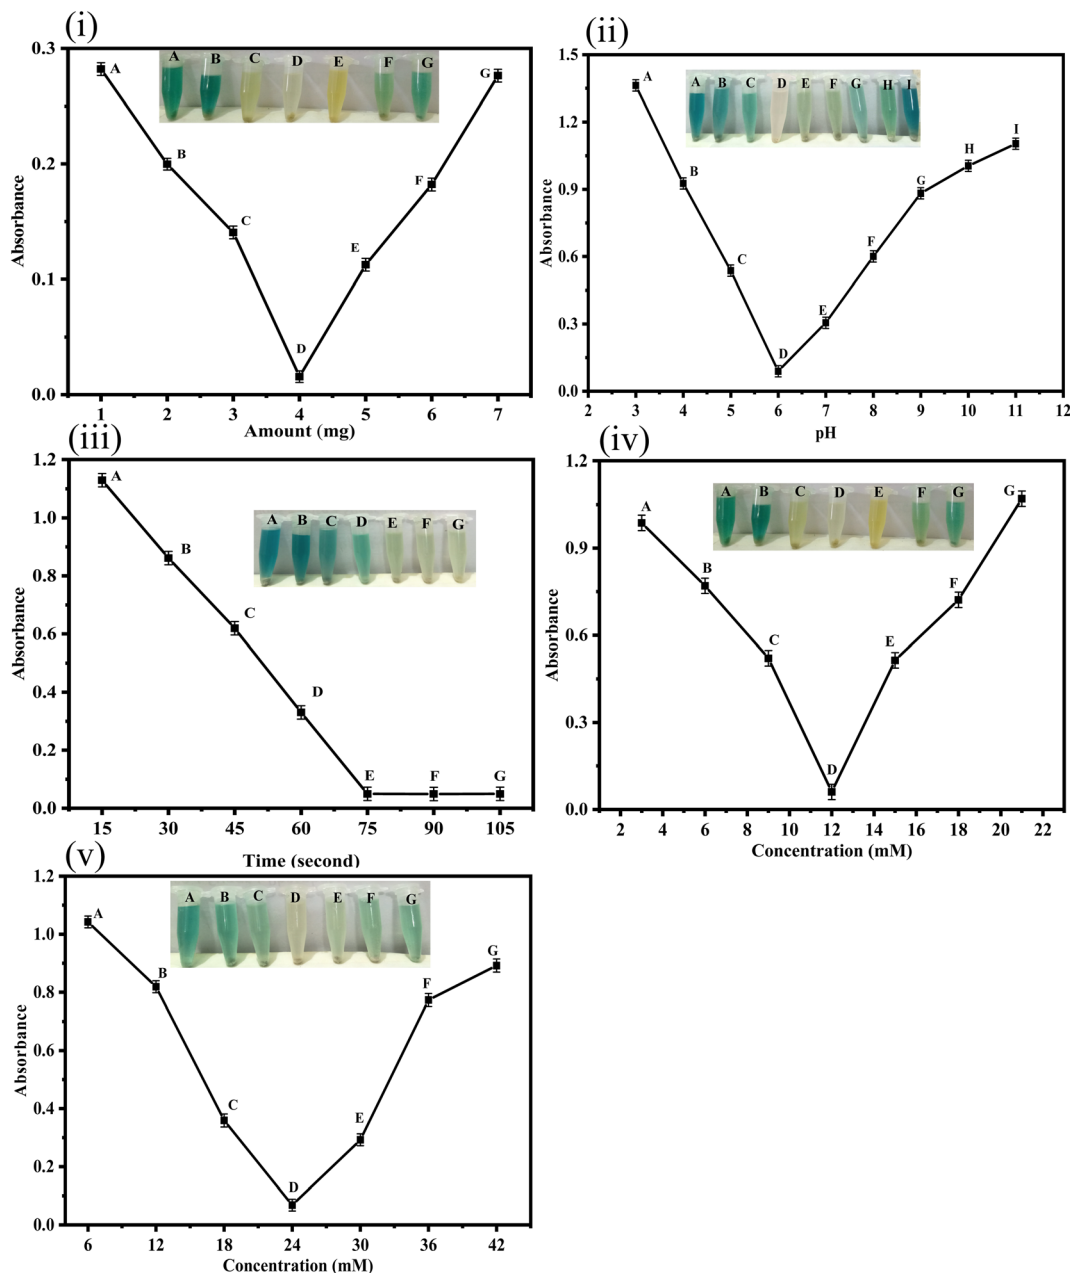 (i)
0.3
0.2
0.1
0.0
Absorbance
A B C D E F G
A
B
C
D
E
F
G
1 2 3 4 5 6 7
Amount (mg)
(ii)
1.5
1.2
0.9
0.6
0.3
0.0
Absorbance
A B C D E F G H I
A
B
C
D
E
F
G
H
I
2 3 4 5 6 7 8 9 10 11 12
pH
(iii)
1.2
1.0
0.8
0.6
0.4
0.2
0.0
Absorbance
A B C D E F G
A
B
C
D
E
F
G
15 30 45 60 75 90 105
Time (second)
(iv)
1.2
0.9
0.6
0.3
0.0
Absorbance
A B C D E F G
A
B
C
D
E
F
G
2 4 6 8 10 12 14 16 18 20 22
Concentration (mM)
(v)
1.2
1.0
0.8
0.6
0.4
0.2
0.0
Absorbance
A B C D E F G
A
B
C
D
E
F
G
6 12 18 24 30 36 42
Concentration (mM)